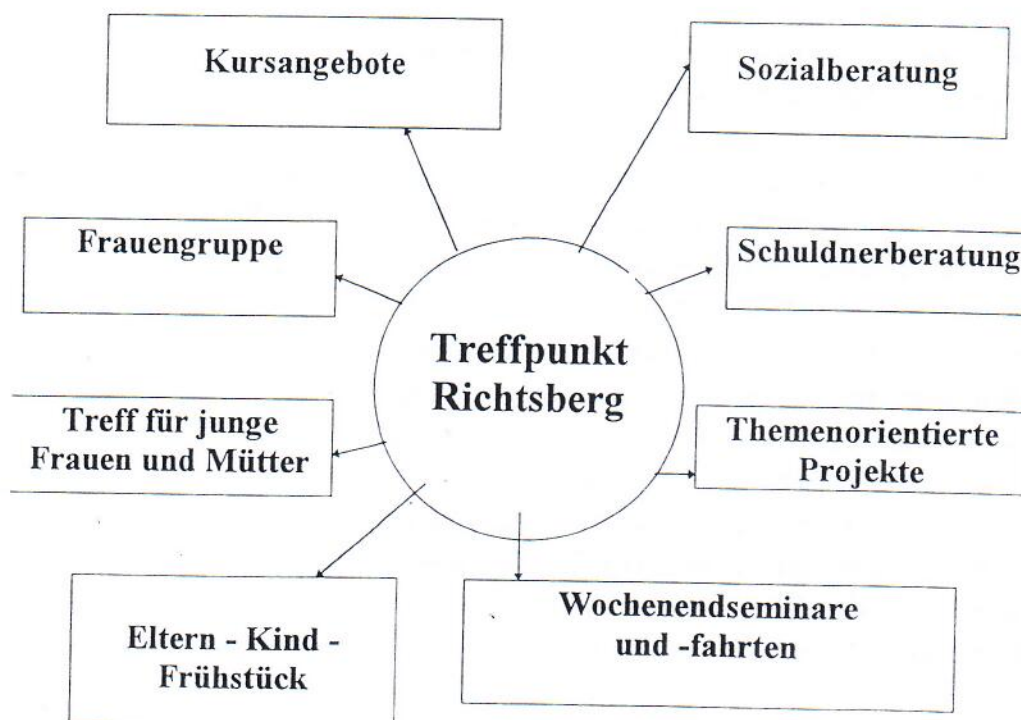 Kursangebote
Sozialberatung
Frauengruppe
Schuldnerberatung
Treffpunkt
Richtsberg
Treff für junge
Frauen und Mütter
Themenorientierte
Projekte
Eltern - Kind -
Frühstück
Wochenendseminare
und -fahrten